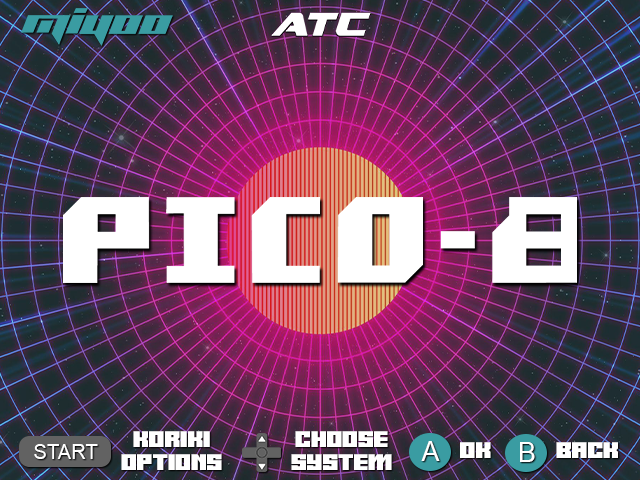 miyoo
ATC
PICO-8
START
KORIKI
OPTIONS
CHOOSE
SYSTEM
A
OK
B
BACK